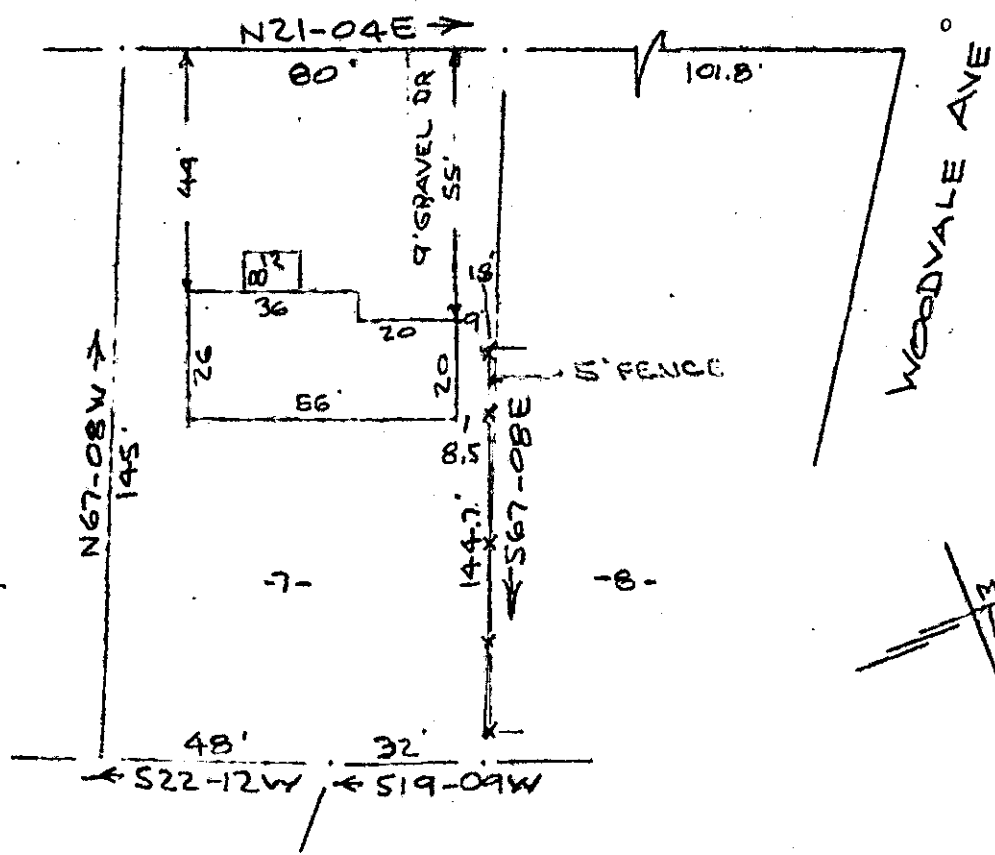 N21-04E →
80'
101.8'
WOODVALE AVE
44'
9' GRAVEL DR
55'
12
8
36
20
18'
9'
26
20
5' FENCE
56'
8.5'
N67-08W →
145'
144.7'
← S67-08E
-7-
-8-
48'
32'
← S22-12W
← S19-09W